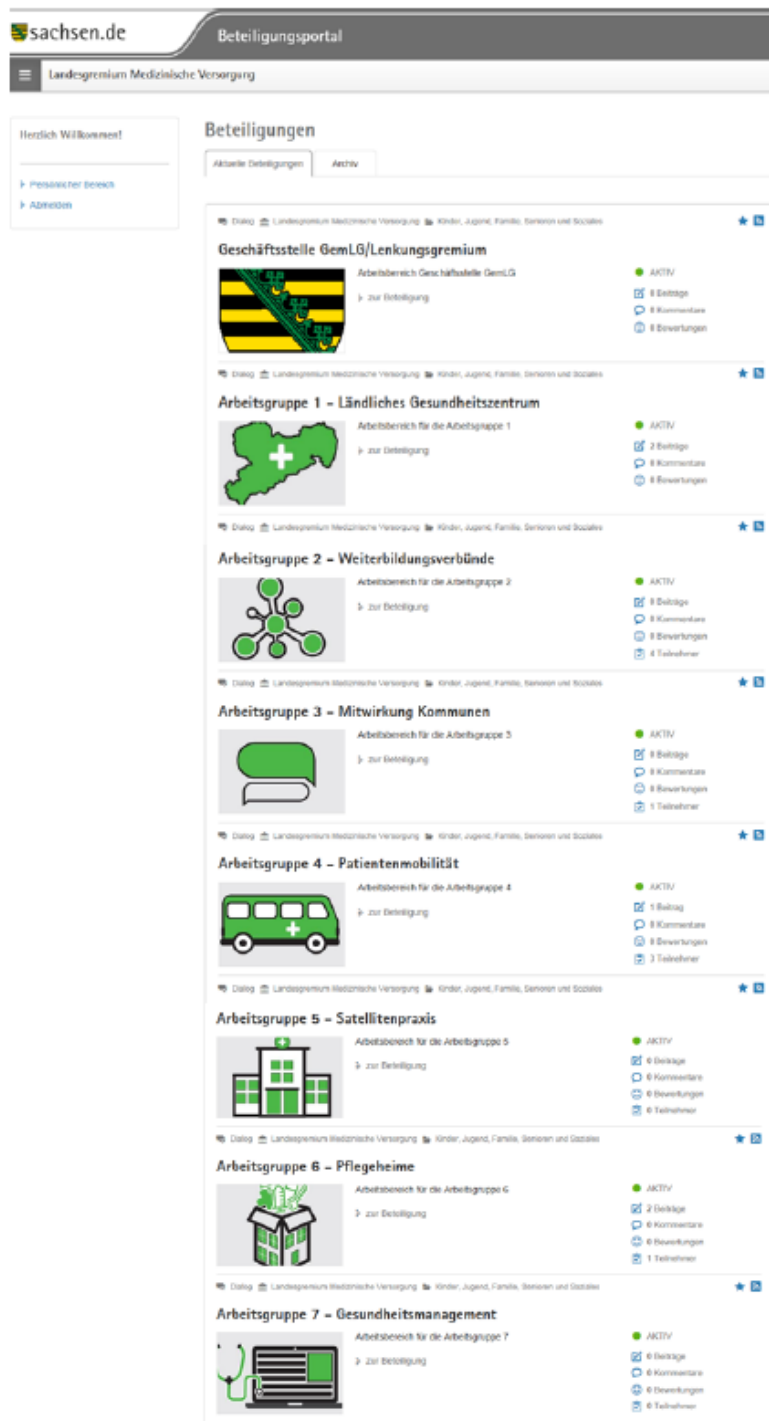 sachsen.de
Beteiligungsportal
Landesgremium Medizinische Versorgung
Herzlich Willkommen!
Persönlicher Bereich
Abmelden
Beteiligungen
Aktuelle Beteiligungen Archiv
Dialog Landesgremium Medizinische Versorgung Kinder, Jugend, Familie, Senioren und Soziales
Geschäftsstelle GemLG/Lenkungsgremium
Arbeitsbereich Geschäftsstelle GemLG
zur Beteiligung
AKTIV
Beiträge
Kommentare
Bewertungen
Dialog Landesgremium Medizinische Versorgung Kinder, Jugend, Familie, Senioren und Soziales
Arbeitsgruppe 1 – Ländliches Gesundheitszentrum
Arbeitsbereich für die Arbeitsgruppe 1
zur Beteiligung
AKTIV
2 Beiträge
Kommentare
Bewertungen
Dialog Landesgremium Medizinische Versorgung Kinder, Jugend, Familie, Senioren und Soziales
Arbeitsgruppe 2 – Weiterbildungsverbünde
Arbeitsbereich für die Arbeitsgruppe 2
zur Beteiligung
AKTIV
Beiträge
Kommentare
Bewertungen
4 Teilnehmer
Dialog Landesgremium Medizinische Versorgung Kinder, Jugend, Familie, Senioren und Soziales
Arbeitsgruppe 3 – Mitwirkung Kommunen
Arbeitsbereich für die Arbeitsgruppe 3
zur Beteiligung
AKTIV
Beiträge
Kommentare
Bewertungen
1 Teilnehmer
Dialog Landesgremium Medizinische Versorgung Kinder, Jugend, Familie, Senioren und Soziales
Arbeitsgruppe 4 – Patientenmobilität
Arbeitsbereich für die Arbeitsgruppe 4
zur Beteiligung
AKTIV
1 Beitrag
Kommentare
Bewertungen
3 Teilnehmer
Dialog Landesgremium Medizinische Versorgung Kinder, Jugend, Familie, Senioren und Soziales
Arbeitsgruppe 5 – Satellitenpraxis
Arbeitsbereich für die Arbeitsgruppe 5
zur Beteiligung
AKTIV
0 Beiträge
0 Kommentare
0 Bewertungen
0 Teilnehmer
Dialog Landesgremium Medizinische Versorgung Kinder, Jugend, Familie, Senioren und Soziales
Arbeitsgruppe 6 – Pflegeheime
Arbeitsbereich für die Arbeitsgruppe 6
zur Beteiligung
AKTIV
2 Beiträge
0 Kommentare
0 Bewertungen
1 Teilnehmer
Dialog Landesgremium Medizinische Versorgung Kinder, Jugend, Familie, Senioren und Soziales
Arbeitsgruppe 7 – Gesundheitsmanagement
Arbeitsbereich für die Arbeitsgruppe 7
zur Beteiligung
AKTIV
0 Beiträge
0 Kommentare
0 Bewertungen
0 Teilnehmer